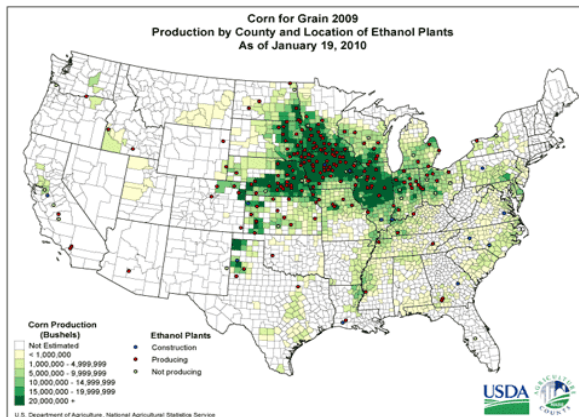 Corn for Grain 2009
Production by County and Location of Ethanol Plants
As of January 19, 2010
Corn Production
(Bushels)
Not Estimated
< 1,000,000
1,000,000 - 4,999,999
5,000,000 - 9,999,999
10,000,000 - 14,999,999
15,000,000 - 19,999,999
20,000,000 +
Ethanol Plants
Construction
Producing
Not producing
U.S. Department of Agriculture, National Agricultural Statistics Service
USDA
AGRICULTURE
COUNTS